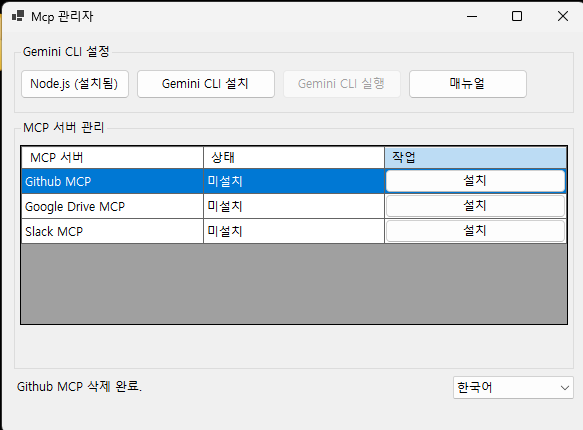 Mcp 관리자
Gemini CLI 설정
Node.js (설치됨) Gemini CLI 설치 Gemini CLI 실행 매뉴얼
MCP 서버 관리
MCP 서버 상태 작업
Github MCP 미설치 설치
Google Drive MCP 미설치 설치
Slack MCP 미설치 설치
Github MCP 삭제 완료. 한국어